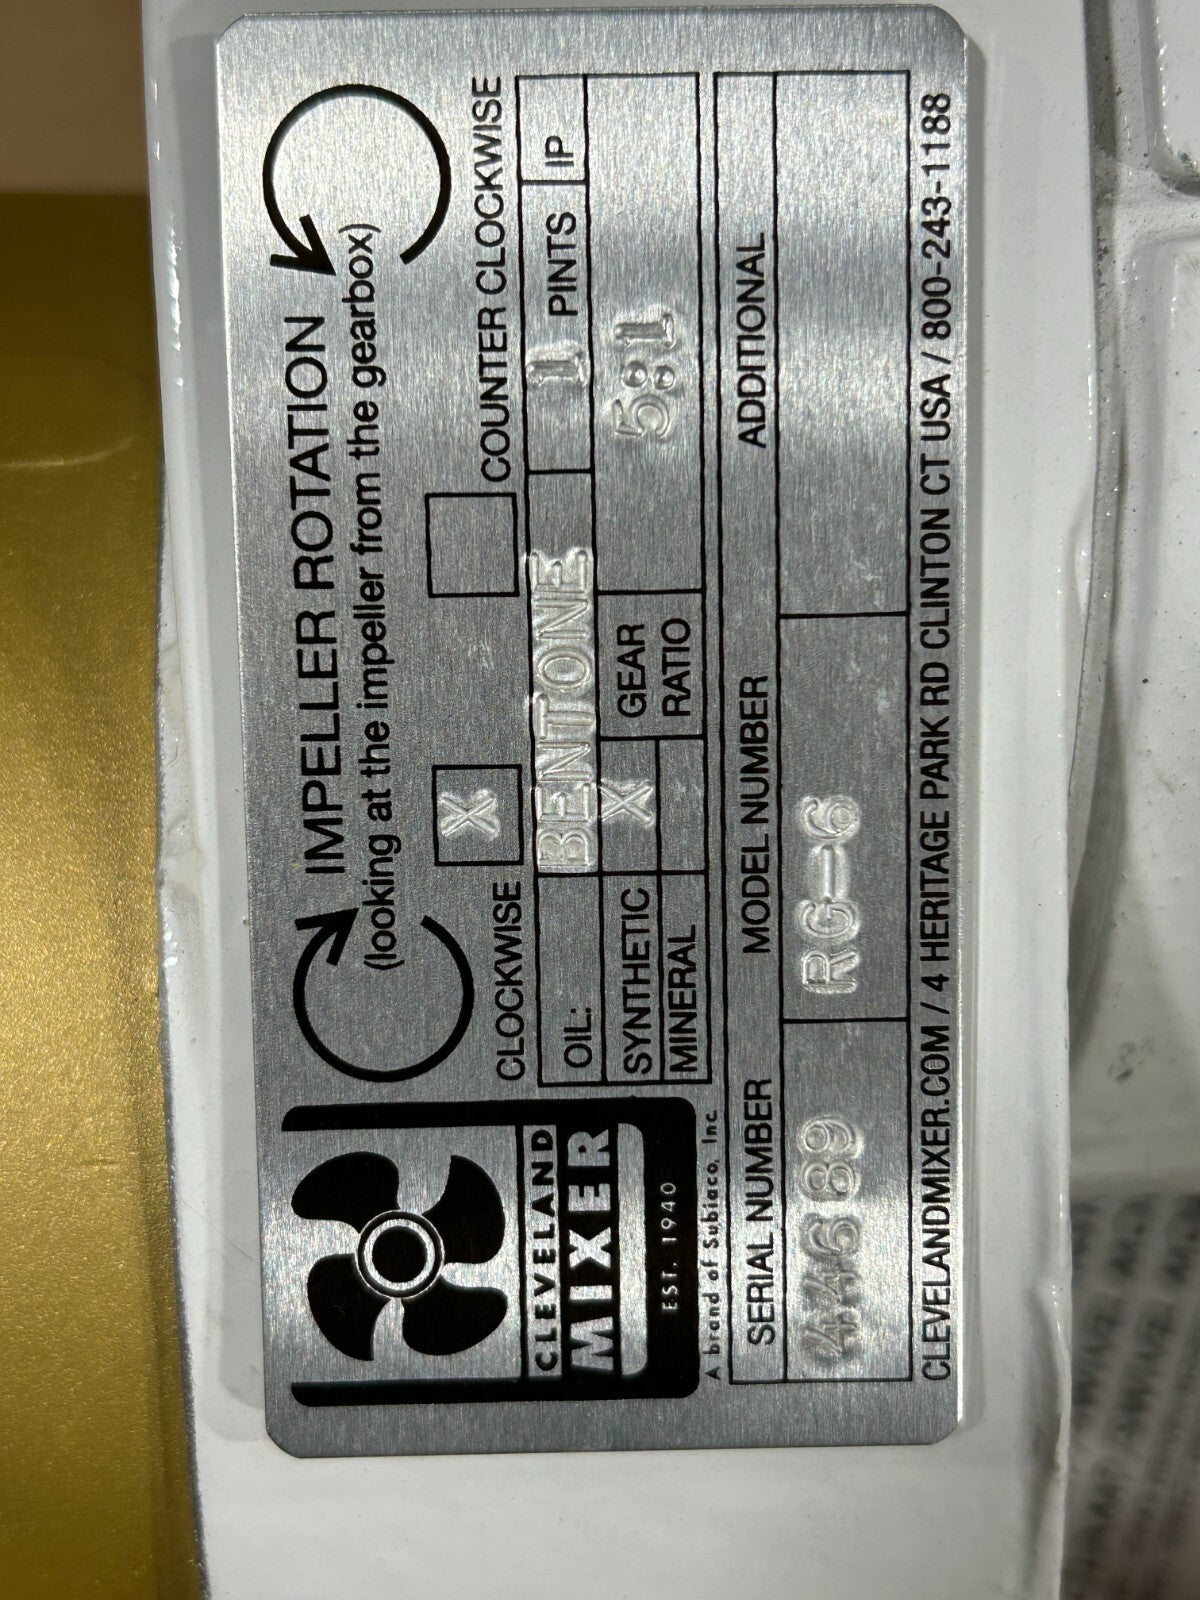 IMPELLER ROTATION
(looking at the impeller from the gearbox)
CLOCKWISE X COUNTER CLOCKWISE
OIL: BENTONE 1 PINTS IP
SYNTHETIC X GEAR RATIO 5:1
MINERAL
CLEVELAND
MIXER
EST. 1940
A brand of Subiaco, Inc.
SERIAL NUMBER MODEL NUMBER ADDITIONAL
44689 RG-6
CLEVELANDMIXER.COM / 4 HERITAGE PARK RD CLINTON CT USA / 800-243-1188